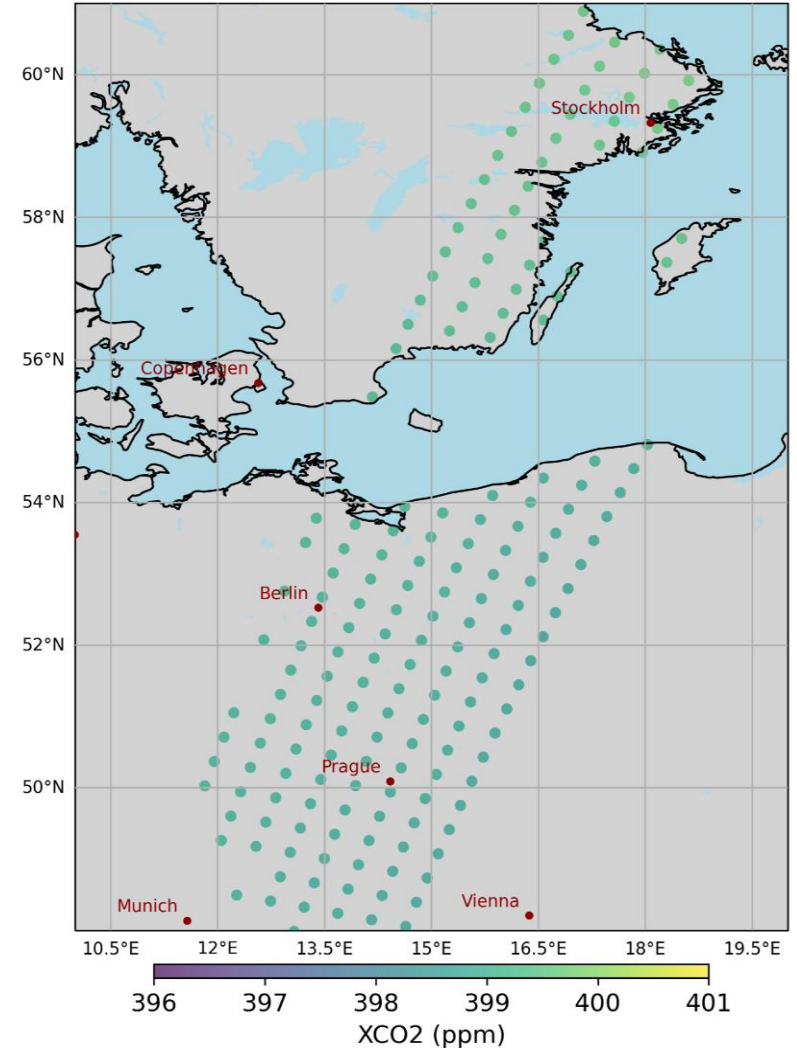 60°N
Stockholm
58°N
56°N
Copenhagen
54°N
Berlin
52°N
Prague
50°N
Munich
Vienna
10.5°E 12°E 13.5°E 15°E 16.5°E 18°E 19.5°E
396 397 398 399 400 401
XCO2 (ppm)